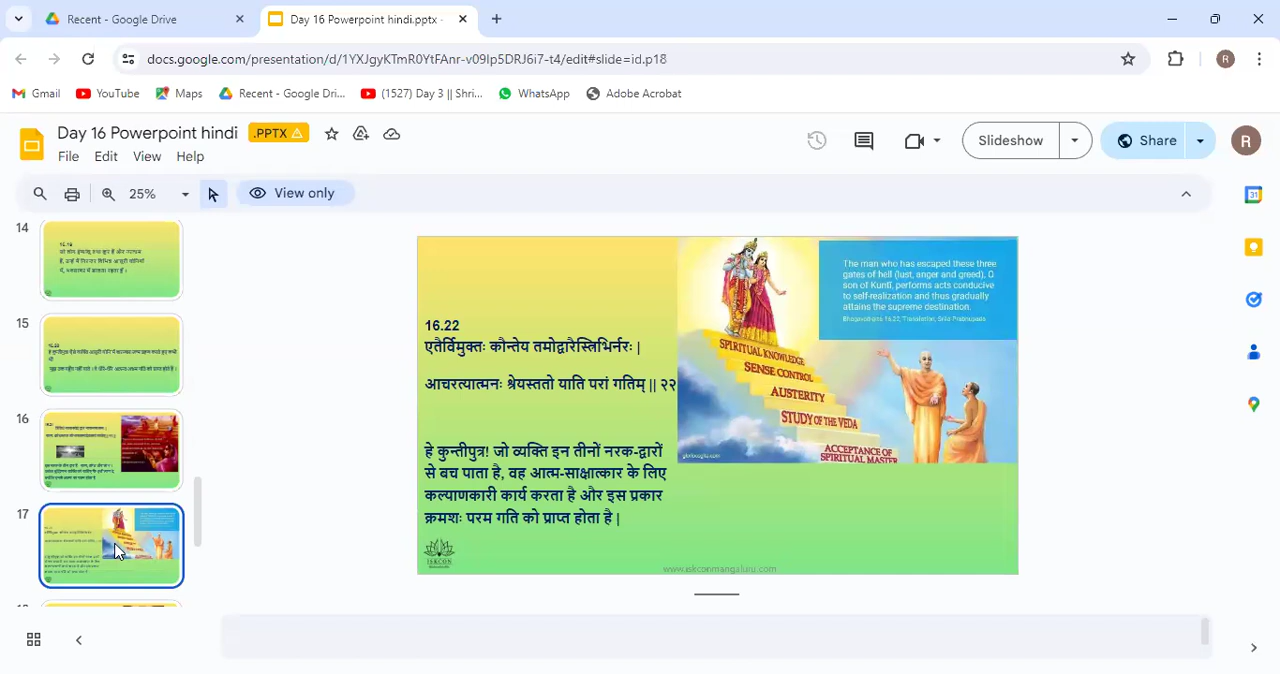 Recent - Google Drive
Day 16 Powerpoint hindi.pptx -
docs.google.com/presentation/d/1YXJgyKTmR0YtFAnr-v09lp5DRJ6i7-t4/edit#slide=id.p18
R
Gmail
YouTube
Maps
Recent - Google Dri...
(1527) Day 3 || Shri...
WhatsApp
Adobe Acrobat
Day 16 Powerpoint hindi
.PPTX
File Edit View Help
Slideshow
Share
R
25%
View only
31
14
15
16
17
16.22
एतैर्विमुक्तः कौन्तेय तमोद्वारैस्त्रिभिर्नरः |
आचरत्यात्मनः श्रेयस्ततो याति परां गतिम् || २२
हे कुन्तीपुत्र! जो व्यक्ति इन तीनों नरक-द्वारों
से बच पाता है, वह आत्म-साक्षात्कार के लिए
कल्याणकारी कार्य करता है और इस प्रकार
क्रमशः परम गति को प्राप्त होता है |
ISKCON
www.iskconmangaluru.com
The man who has escaped these three
gates of hell (lust, anger and greed), O
son of Kuntī, performs acts conducive
to self-realization and thus gradually
attains the supreme destination.
SPIRITUAL KNOWLEDGE
SENSE CONTROL
AUSTERITY
STUDY OF THE VEDA
ACCEPTANCE OF
SPIRITUAL MASTER